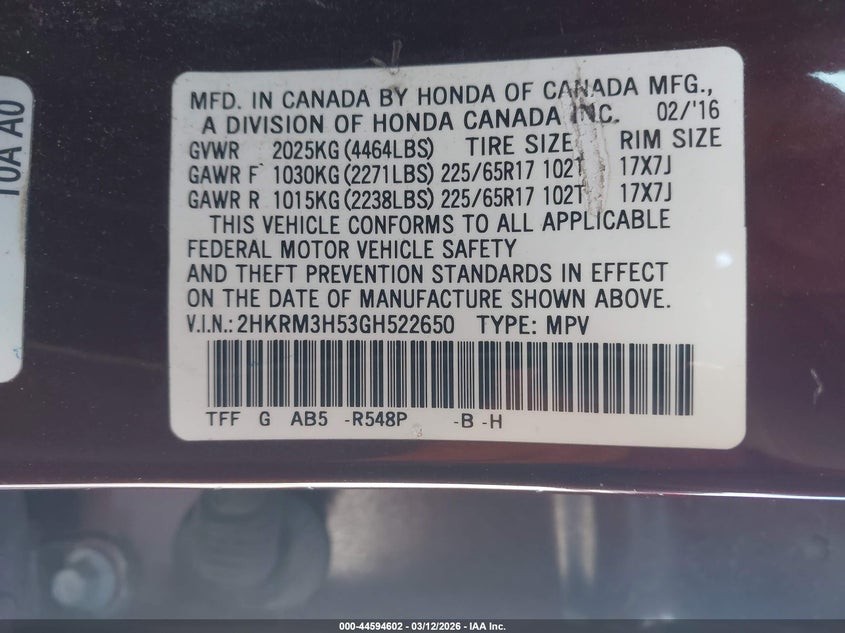 10A A0
MFD. IN CANADA BY HONDA OF CANADA MFG.,
A DIVISION OF HONDA CANADA INC. 02/'16
GVWR 2025KG (4464LBS) TIRE SIZE RIM SIZE
GAWR F 1030KG (2271LBS) 225/65R17 102T 17X7J
GAWR R 1015KG (2238LBS) 225/65R17 102T 17X7J
THIS VEHICLE CONFORMS TO ALL APPLICABLE
FEDERAL MOTOR VEHICLE SAFETY
AND THEFT PREVENTION STANDARDS IN EFFECT
ON THE DATE OF MANUFACTURE SHOWN ABOVE.
V.I.N.: 2HKRM3H53GH522650 TYPE: MPV
TFF G AB5 -R548P -B -H
000-44594602 - 03/12/2026 - IAA Inc.